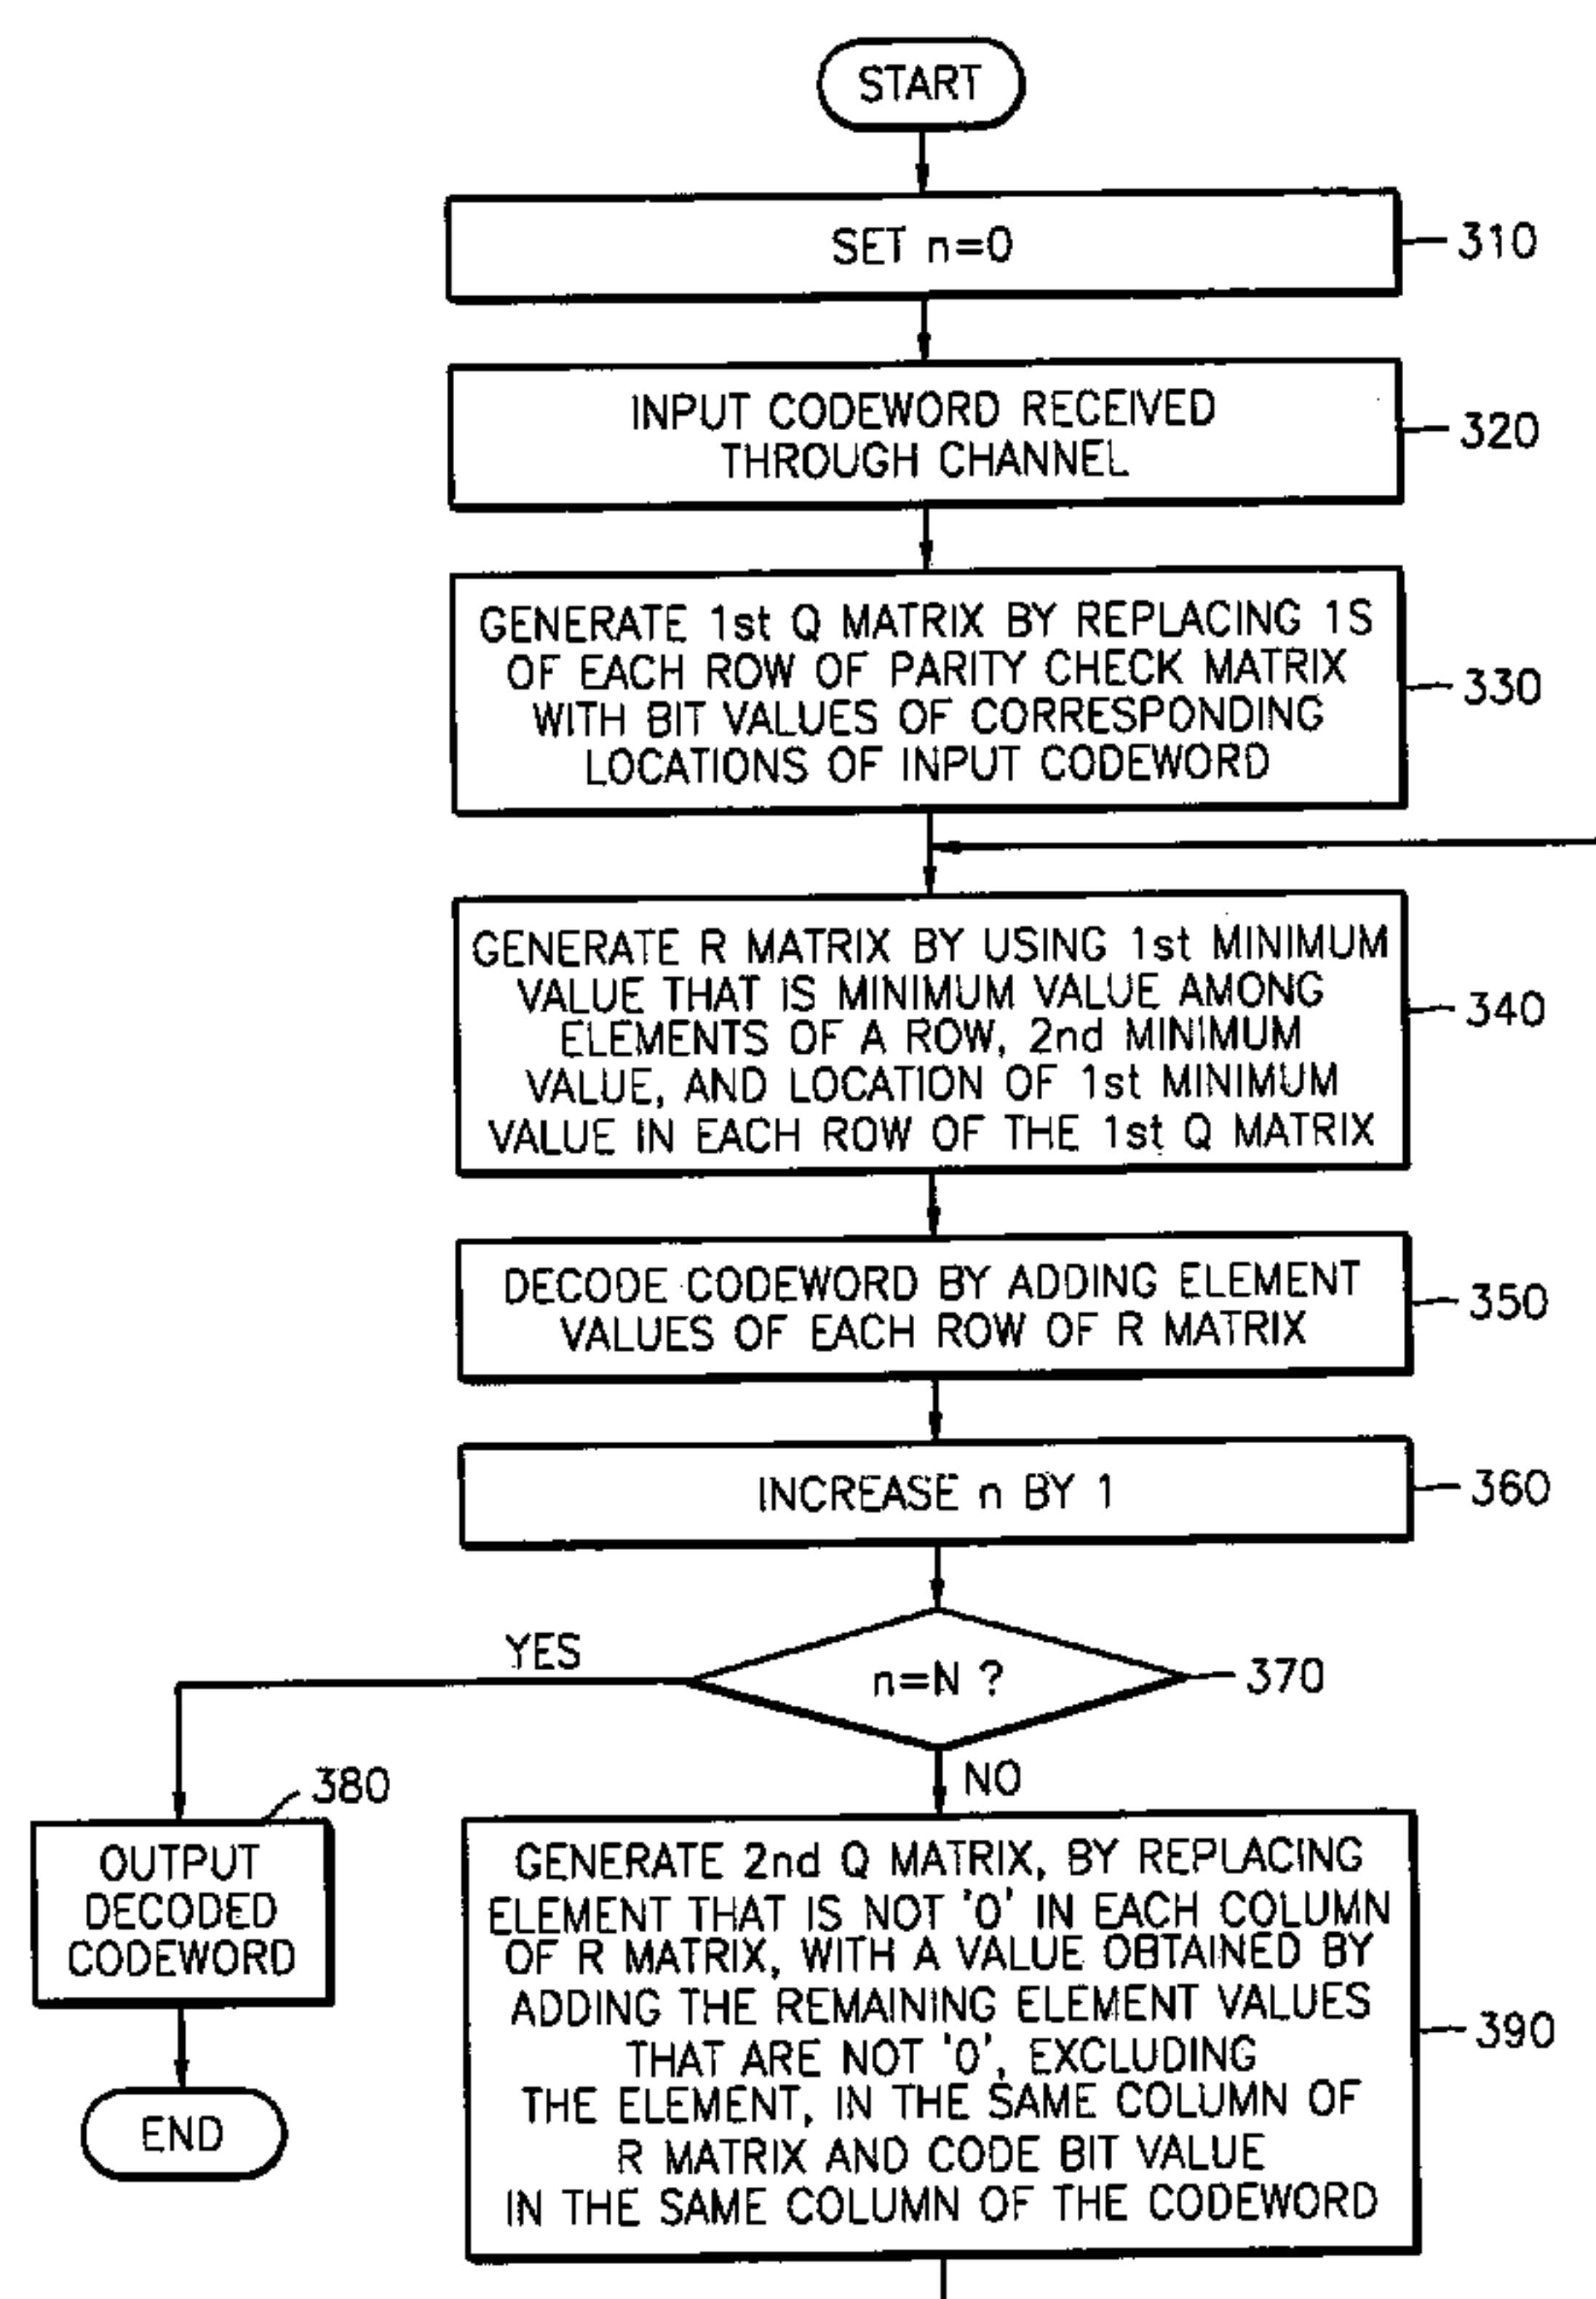 START
SET n=0
310
INPUT CODEWORD RECEIVED
THROUGH CHANNEL
320
GENERATE 1st Q MATRIX BY REPLACING 1S
OF EACH ROW OF PARITY CHECK MATRIX
WITH BIT VALUES OF CORRESPONDING
LOCATIONS OF INPUT CODEWORD
330
GENERATE R MATRIX BY USING 1st MINIMUM
VALUE THAT IS MINIMUM VALUE AMONG
ELEMENTS OF A ROW, 2nd MINIMUM
VALUE, AND LOCATION OF 1st MINIMUM
VALUE IN EACH ROW OF THE 1st Q MATRIX
340
DECODE CODEWORD BY ADDING ELEMENT
VALUES OF EACH ROW OF R MATRIX
350
INCREASE n BY 1
360
YES
n=N ?
370
NO
380
OUTPUT
DECODED
CODEWORD
END
GENERATE 2nd Q MATRIX, BY REPLACING
ELEMENT THAT IS NOT '0' IN EACH COLUMN
OF R MATRIX, WITH A VALUE OBTAINED BY
ADDING THE REMAINING ELEMENT VALUES
THAT ARE NOT '0', EXCLUDING
THE ELEMENT, IN THE SAME COLUMN OF
R MATRIX AND CODE BIT VALUE
IN THE SAME COLUMN OF THE CODEWORD
390